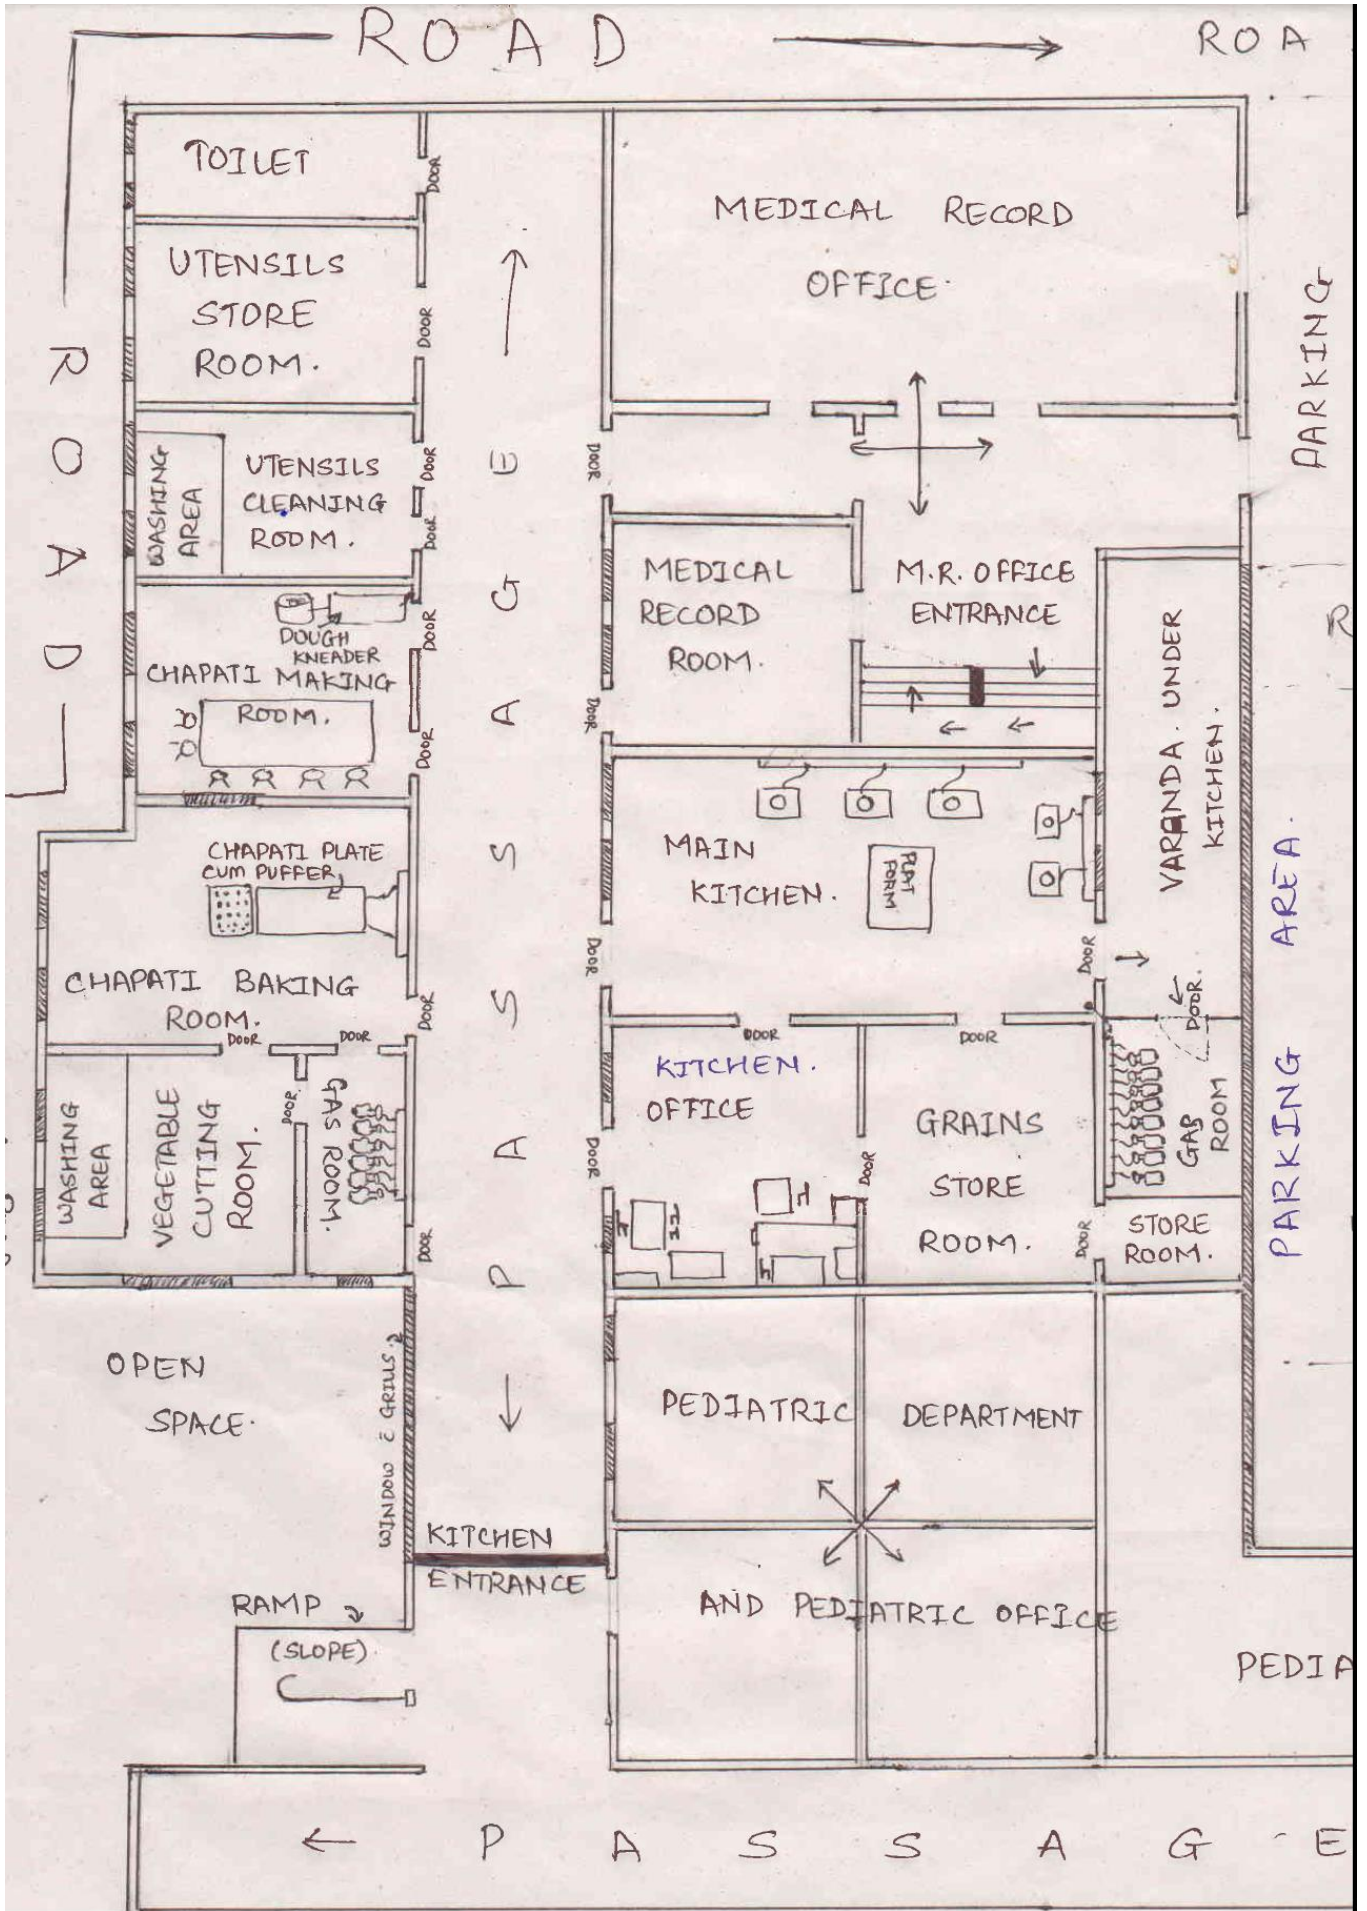 ROAD
ROA
TOILET
DOOR
MEDICAL RECORD
OFFICE.
PARKING
UTENSILS
STORE
ROOM.
DOOR
ROAD
WASHING
AREA
UTENSILS
CLEANING
ROOM.
DOOR
DOOR
DOOR
PASSAGE
MEDICAL
RECORD
ROOM.
DOOR
M.R. OFFICE
ENTRANCE
R
DOUGH
KNEADER
DOOR
CHAPATI MAKING
ROOM.
DOOR
VARANDA. UNDER
KITCHEN.
MAIN
KITCHEN.
PLAT
FORM
CHAPATI PLATE
CUM PUFFER
PARKING AREA.
DOOR
DOOR
DOOR.
CHAPATI BAKING
ROOM.
DOOR
DOOR
DOOR
DOOR
DOOR
KITCHEN.
OFFICE
WASHING
AREA
VEGETABLE
CUTTING
ROOM.
DOOR
GAS ROOM.
DOOR
DOOR
DOOR
GRAINS
STORE
ROOM.
DOOR
GAS
ROOM
STORE
ROOM.
OPEN
SPACE.
WINDOW C GRILLS.
PEDIATRIC DEPARTMENT
KITCHEN
ENTRANCE
AND PEDIATRIC OFFICE
RAMP
(SLOPE)
PEDIA
PASSAGE